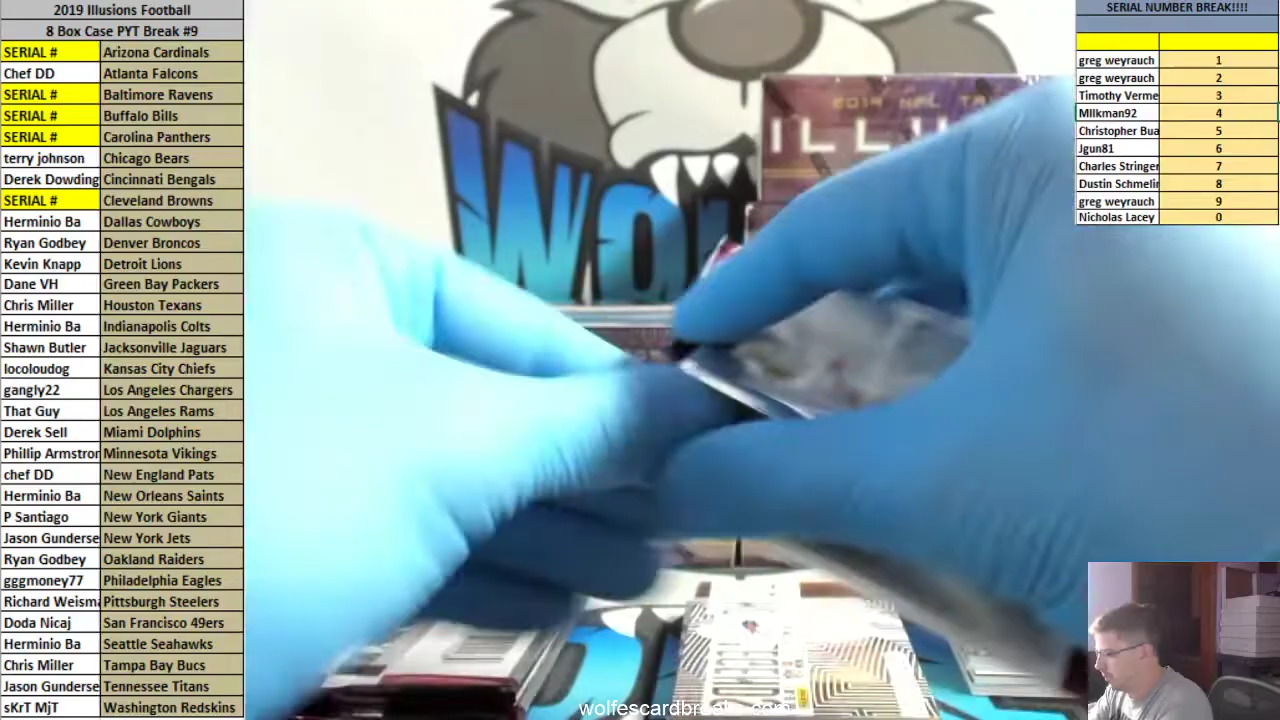 2019 Illusions Football
8 Box Case PYT Break #9
SERIAL # Arizona Cardinals
Chef DD Atlanta Falcons
SERIAL # Baltimore Ravens
SERIAL # Buffalo Bills
SERIAL # Carolina Panthers
terry johnson Chicago Bears
Derek Dowding Cincinnati Bengals
SERIAL # Cleveland Browns
Herminio Ba Dallas Cowboys
Ryan Godbey Denver Broncos
Kevin Knapp Detroit Lions
Dane VH Green Bay Packers
Chris Miller Houston Texans
Herminio Ba Indianapolis Colts
Shawn Butler Jacksonville Jaguars
locoloudog Kansas City Chiefs
gangly22 Los Angeles Chargers
That Guy Los Angeles Rams
Derek Sell Miami Dolphins
Phillip Armstron Minnesota Vikings
chef DD New England Pats
Herminio Ba New Orleans Saints
P Santiago New York Giants
Jason Gunderse New York Jets
Ryan Godbey Oakland Raiders
gggmoney77 Philadelphia Eagles
Richard Weisma Pittsburgh Steelers
Doda Nicaj San Francisco 49ers
Herminio Ba Seattle Seahawks
Chris Miller Tampa Bay Bucs
Jason Gunderse Tennessee Titans
sKrT MjT Washington Redskins
SERIAL NUMBER BREAK!!!!
greg weyrauch 1
greg weyrauch 2
Timothy Verme 3
MIlkman92 4
Christopher Bua 5
Jgun81 6
Charles Stringer 7
Dustin Schmelin 8
greg weyrauch 9
Nicholas Lacey 0
2019 NFL TRA
ILLU
WO
wolfescardbreaks.com